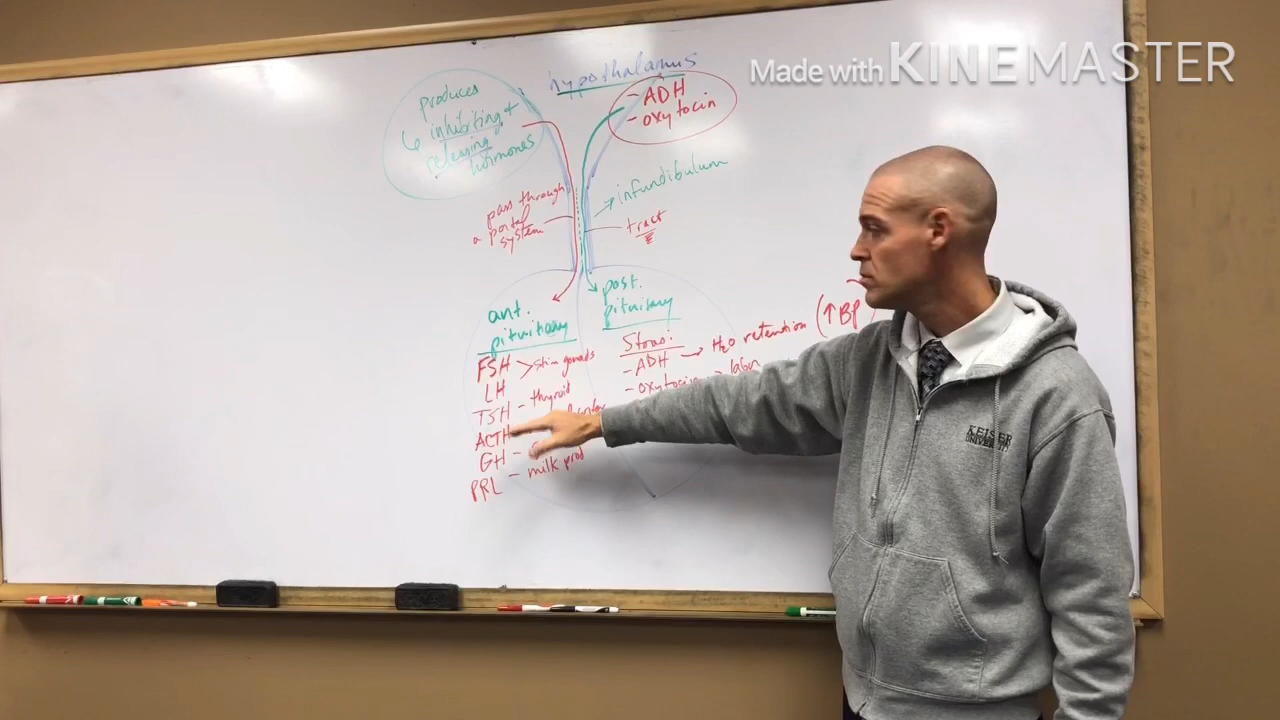 Made with KINEMASTER
hypothalamus
- ADH
- oxytocin
produces
inhibiting +
releasing
hormones
→ infundibulum
tract
pass through
a portal
system
ant.
pituitary
FSH > stim gonads
LH
TSH - thyroid
ACTH
GH -
PRL - milk prod
post.
pituitary
Stores:
- ADH → H2O retention (↑BP)
- oxytocin → labor
KEISER
UNIVERSITY